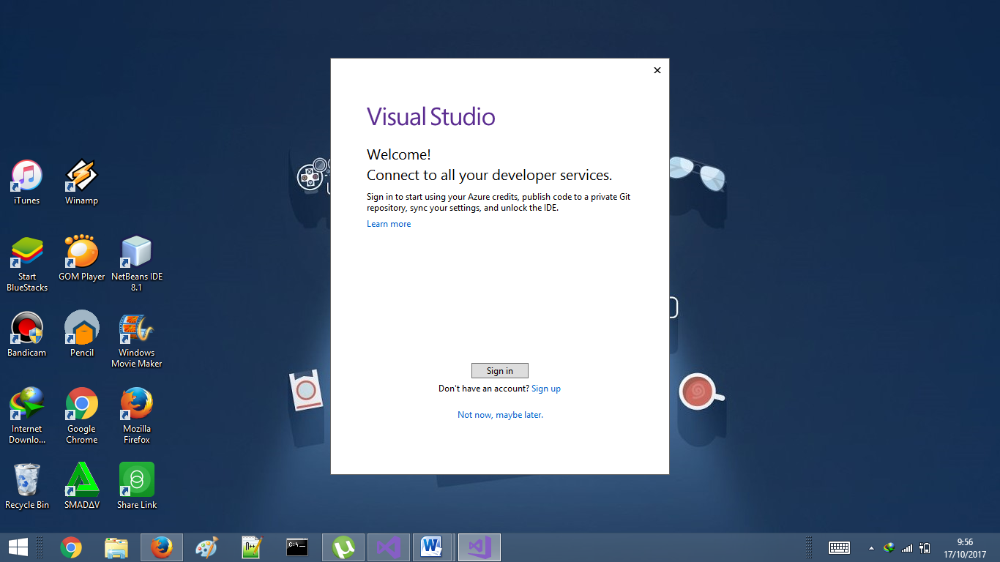 Visual Studio
Welcome!
Connect to all your developer services.
Sign in to start using your Azure credits, publish code to a private Git
repository, sync your settings, and unlock the IDE.
Learn more
Sign in
Don't have an account? Sign up
Not now, maybe later.
iTunes
Winamp
Start
BlueStacks
GOM Player
NetBeans IDE
8.1
Bandicam
Pencil
Windows
Movie Maker
Internet
Downlo...
Google
Chrome
Mozilla
Firefox
Recycle Bin
SMADΔV
Share Link
9:56
17/10/2017